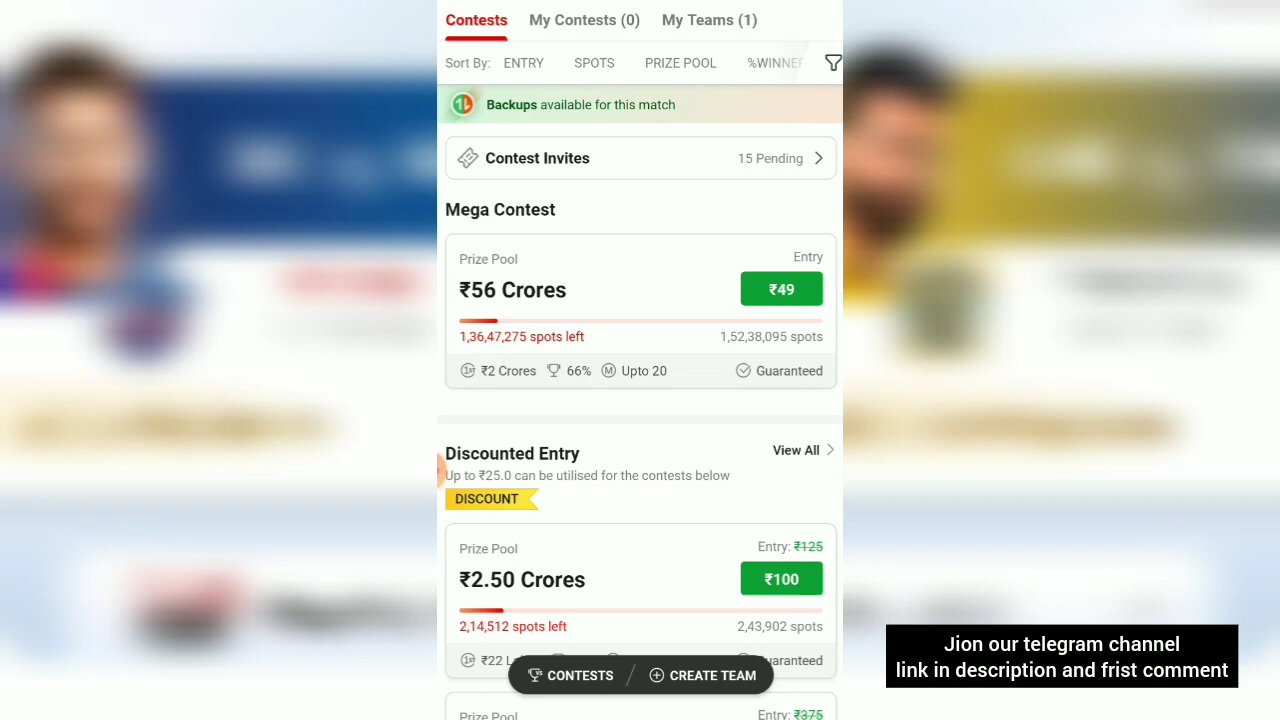 Contests My Contests (0) My Teams (1)
Sort By: ENTRY SPOTS PRIZE POOL
Backups available for this match
Contest Invites 15 Pending
Mega Contest
Prize Pool Entry
₹56 Crores ₹49
1,36,47,275 spots left 1,52,38,095 spots
1st ₹2 Crores 66% M Upto 20 Guaranteed
Discounted Entry View All
Up to ₹25.0 can be utilised for the contests below
DISCOUNT
Prize Pool Entry: ₹125
₹2.50 Crores ₹100
2,14,512 spots left 2,43,902 spots
1st ₹22
CONTESTS / CREATE TEAM
Prize Pool Entry: ₹375
Jion our telegram channel
link in description and frist comment